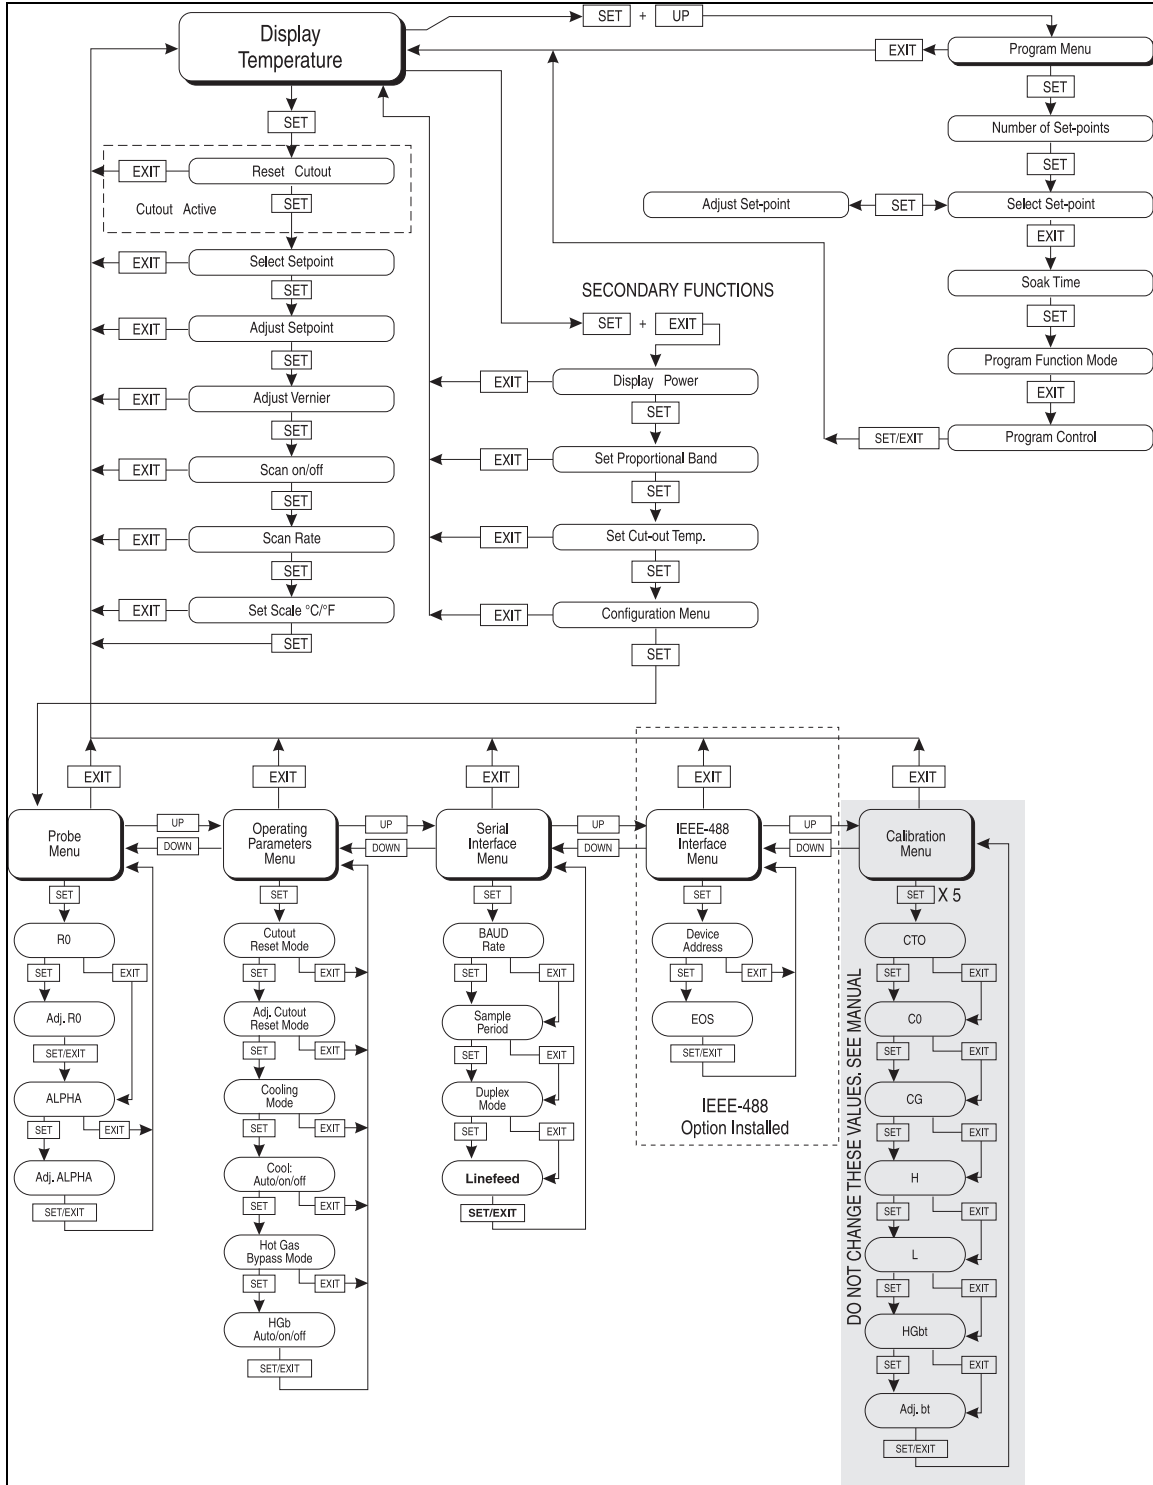 Display
Temperature
SET + UP
Program Menu
EXIT
SET
Number of Set-points
SET
Adjust Set-point
SET
Select Set-point
EXIT
Soak Time
SET
Program Function Mode
EXIT
SET/EXIT
Program Control
SET
EXIT
Reset Cutout
Cutout Active
SET
EXIT
Select Setpoint
SET
EXIT
Adjust Setpoint
SET
EXIT
Adjust Vernier
SET
EXIT
Scan on/off
SET
EXIT
Scan Rate
SET
EXIT
Set Scale °C/°F
SET
SECONDARY FUNCTIONS
SET + EXIT
EXIT
Display Power
SET
EXIT
Set Proportional Band
SET
EXIT
Set Cut-out Temp.
SET
EXIT
Configuration Menu
SET
EXIT
EXIT
EXIT
EXIT
EXIT
Probe
Menu
UP
DOWN
Operating
Parameters
Menu
UP
DOWN
Serial
Interface
Menu
UP
DOWN
IEEE-488
Interface
Menu
UP
DOWN
Calibration
Menu
SET
R0
SET
EXIT
Adj. R0
SET/EXIT
ALPHA
SET
EXIT
Adj. ALPHA
SET/EXIT
SET
Cutout
Reset Mode
SET
EXIT
Adj. Cutout
Reset Mode
SET
EXIT
Cooling
Mode
SET
EXIT
Cool:
Auto/on/off
SET
EXIT
Hot Gas
Bypass Mode
SET
EXIT
HGb
Auto/on/off
SET/EXIT
SET
BAUD
Rate
SET
EXIT
Sample
Period
SET
EXIT
Duplex
Mode
SET
EXIT
Linefeed
SET/EXIT
SET
Device
Address
SET
EXIT
EOS
SET/EXIT
IEEE-488
Option Installed
SET X 5
CTO
SET
EXIT
C0
SET
EXIT
CG
SET
EXIT
H
SET
EXIT
L
SET
EXIT
HGbt
SET
EXIT
Adj. bt
SET/EXIT
DO NOT CHANGE THESE VALUES. SEE MANUAL